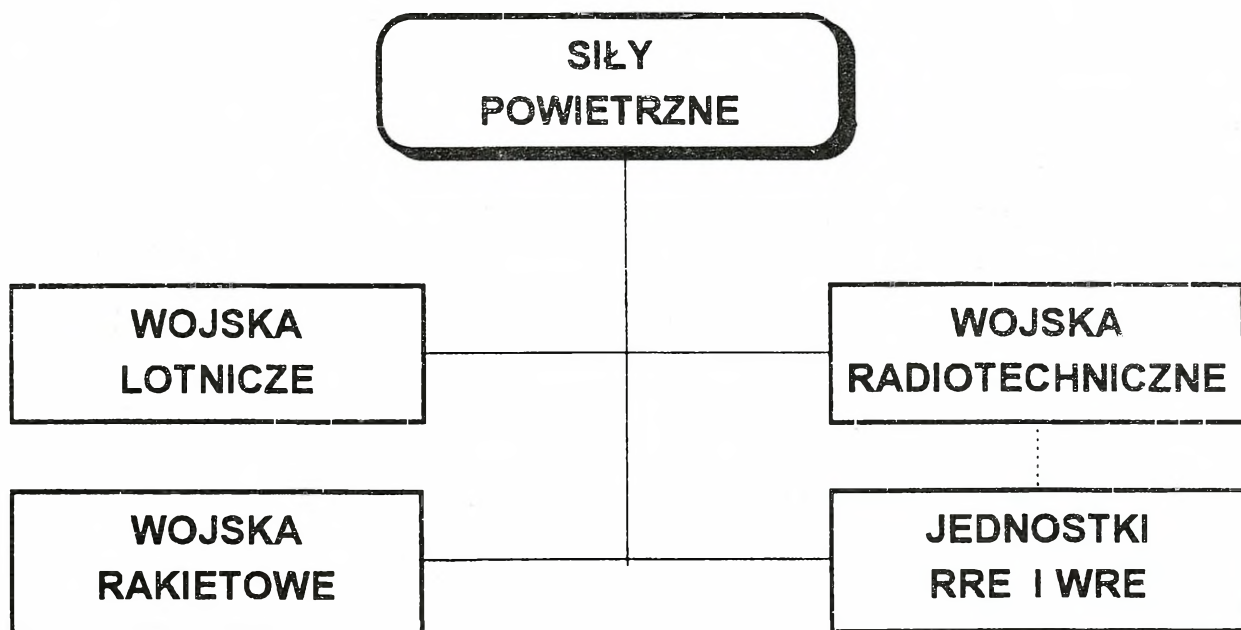 SIŁY
POWIETRZNE
WOJSKA
LOTNICZE
WOJSKA
RADIOTECHNICZNE
WOJSKA
RAKIETOWE
JEDNOSTKI
RRE I WRE